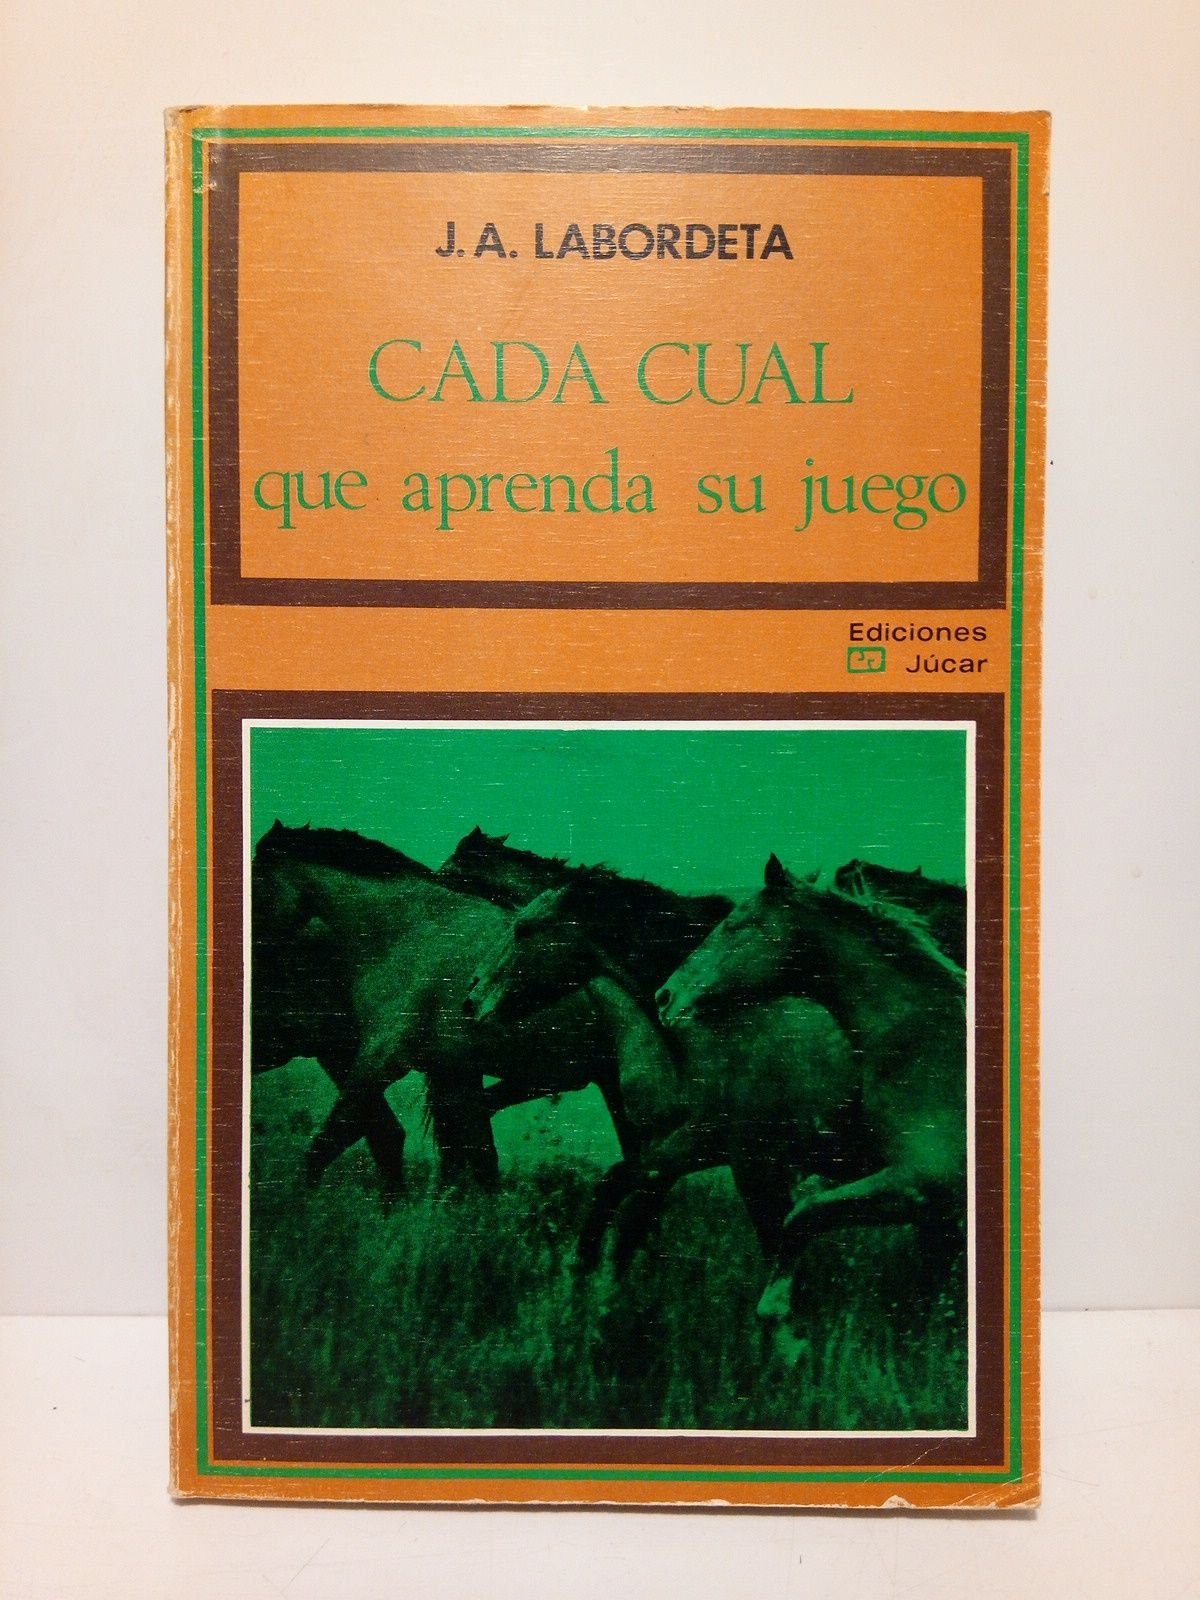 J. A. LABORDETA
CADA CUAL
que aprenda su juego
Ediciones
Júcar